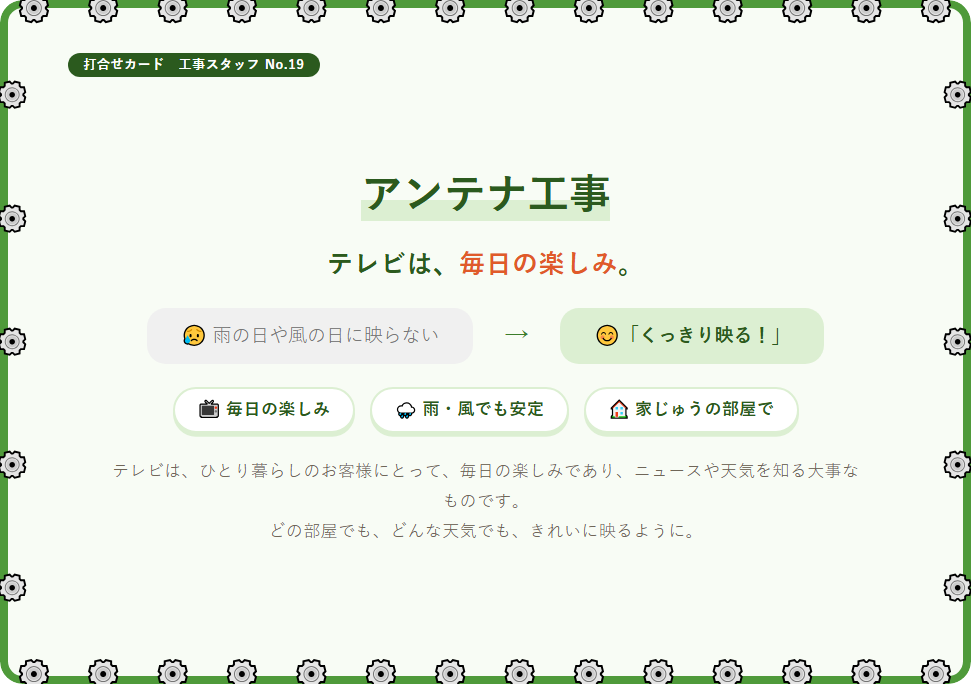 打合せカード　工事スタッフ No.19
アンテナ工事
テレビは、毎日の楽しみ。
😥 雨の日や風の日に映らない → 😊「くっきり映る！」
📺 毎日の楽しみ 🌧 雨・風でも安定 🏠 家じゅうの部屋で
テレビは、ひとり暮らしのお客様にとって、毎日の楽しみであり、ニュースや天気を知る大事な
ものです。
どの部屋でも、どんな天気でも、きれいに映るように。